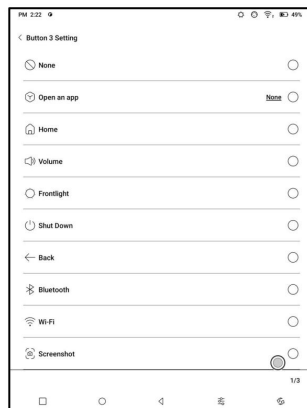 PM 2:22 49%
Button 3 Setting
None
Open an app None
Home
Volume
Frontlight
Shut Down
Back
Bluetooth
Wi-Fi
Screenshot
1/3